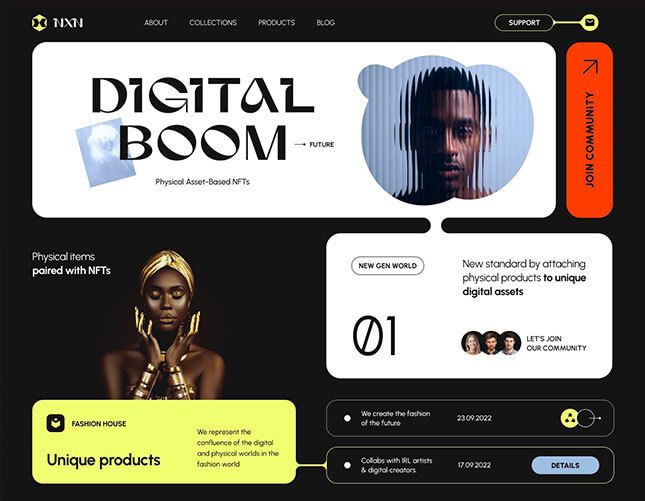 NXN
ABOUT
COLLECTIONS
PRODUCTS
BLOG
SUPPORT
DIGITAL
BOOM
FUTURE
Physical Asset-Based NFTs
JOIN COMMUNITY
Physical items
paired with NFTs
NEW GEN WORLD
01
New standard by attaching
physical products to unique
digital assets
LET'S JOIN
OUR COMMUNITY
FASHION HOUSE
Unique products
We represent the
confluence of the digital
and physical worlds in the
fashion world
We create the fashion
of the future
23.09.2022
Collabs with IRL artists
& digital creators.
17.09.2022
DETAILS